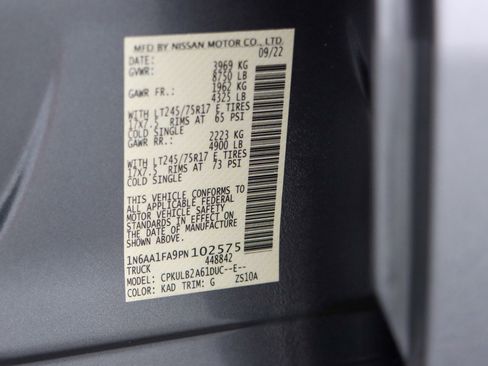 MFD BY NISSAN MOTOR CO., LTD.
DATE: 09/22
GVWR: 3969 KG
8750 LB
GAWR FR.: 1962 KG
4325 LB
WITH LT245/75R17 E TIRES
17X7.5 RIMS AT 65 PSI
COLD SINGLE
GAWR RR.: 2223 KG
4900 LB
WITH LT245/75R17 E TIRES
17X7.5 RIMS AT 73 PSI
COLD SINGLE
THIS VEHICLE CONFORMS TO
ALL APPLICABLE FEDERAL
MOTOR VEHICLE SAFETY
STANDARDS IN EFFECT ON
THE DATE OF MANUFACTURE
SHOWN ABOVE.
1N6AA1FA9PN102575
TRUCK 448842
MODEL: CPKULB2A61DUC--E--
COLOR: KAD TRIM: G ZS10A